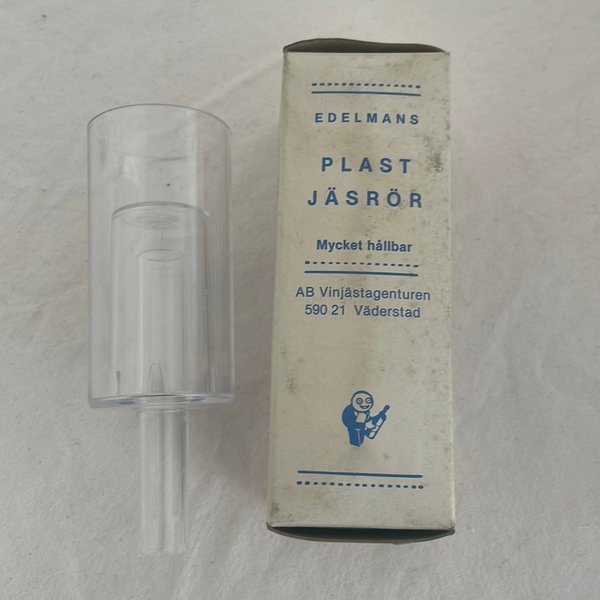 EDELMANS
PLAST
JÄSRÖR
Mycket hållbar
AB Vinjästagenturen
590 21 Väderstad